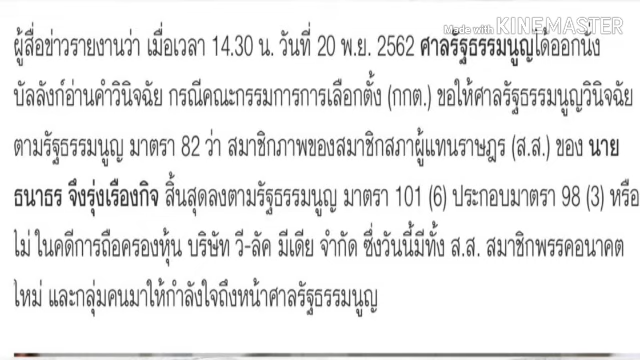 Made with KINEMASTER
ผู้สื่อข่าวรายงานว่า เมื่อเวลา 14.30 น. วันที่ 20 พ.ย. 2562 ศาลรัฐธรรมนูญได้ออกนั่ง
บัลลังก์อ่านคำวินิจฉัย กรณีคณะกรรมการการเลือกตั้ง (กกต.) ขอให้ศาลรัฐธรรมนูญวินิจฉัย
ตามรัฐธรรมนูญ มาตรา 82 ว่า สมาชิกภาพของสมาชิกสภาผู้แทนราษฎร (ส.ส.) ของ นาย
ธนาธร จึงรุ่งเรืองกิจ สิ้นสุดลงตามรัฐธรรมนูญ มาตรา 101 (6) ประกอบมาตรา 98 (3) หรือ
ไม่ ในคดีการถือครองหุ้น บริษัท วี-ลัค มีเดีย จำกัด ซึ่งวันนี้มีทั้ง ส.ส. สมาชิกพรรคอนาคต
ใหม่ และกลุ่มคนมาให้กำลังใจถึงหน้าศาลรัฐธรรมนูญ